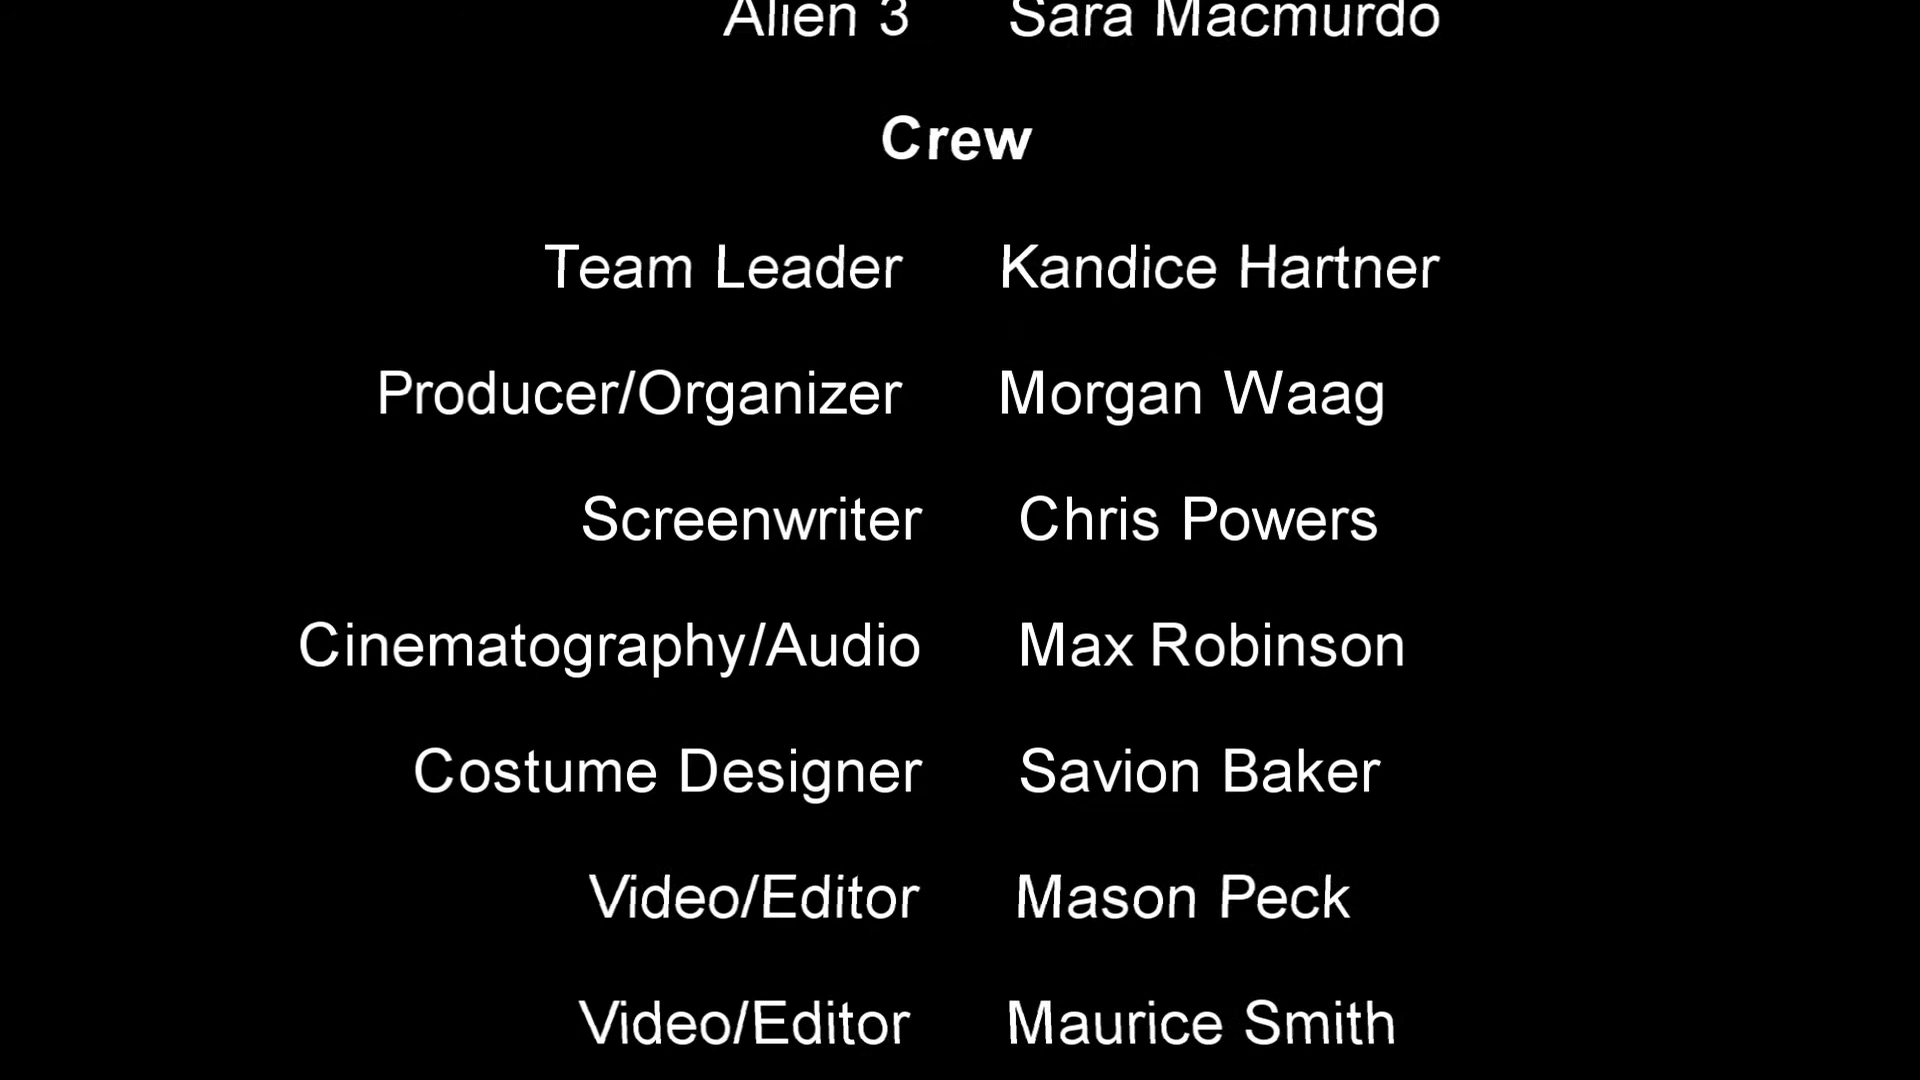 Alien 3 Sara Macmurdo
Crew
Team Leader Kandice Hartner
Producer/Organizer Morgan Waag
Screenwriter Chris Powers
Cinematography/Audio Max Robinson
Costume Designer Savion Baker
Video/Editor Mason Peck
Video/Editor Maurice Smith